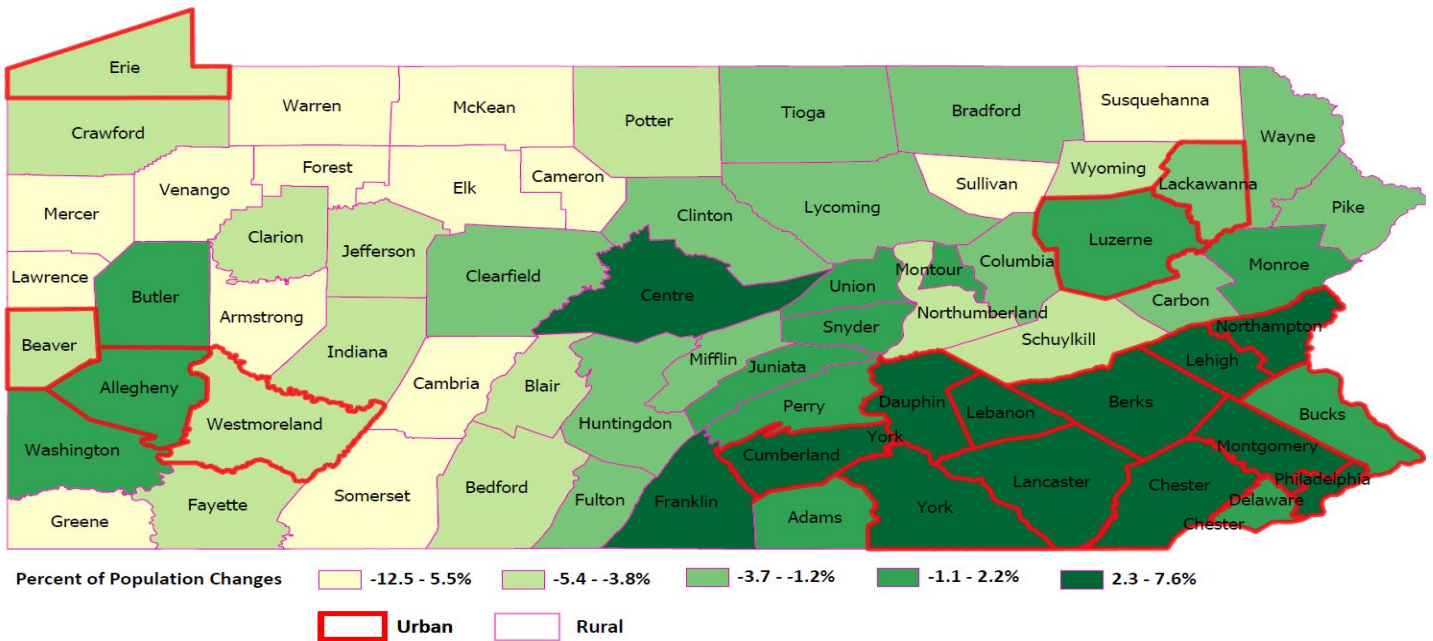 Erie
Warren
McKean
Potter
Tioga
Bradford
Susquehanna
Wayne
Crawford
Forest
Cameron
Wyoming
Lackawanna
Venango
Elk
Sullivan
Mercer
Clinton
Lycoming
Pike
Clarion
Jefferson
Luzerne
Lawrence
Clearfield
Montour
Columbia
Monroe
Butler
Centre
Union
Carbon
Armstrong
Northumberland
Snyder
Northampton
Beaver
Indiana
Schuylkill
Mifflin
Lehigh
Allegheny
Cambria
Blair
Juniata
Westmoreland
Huntingdon
Perry
Dauphin
Lebanon
Berks
Bucks
Washington
York
Montgomery
Cumberland
Philadelphia
Somerset
Bedford
Fulton
Franklin
Lancaster
Chester
Delaware
Greene
Fayette
Adams
York
Chester
Percent of Population Changes -12.5 - 5.5% -5.4 - -3.8% -3.7 - -1.2% -1.1 - 2.2% 2.3 - 7.6%
Urban Rural